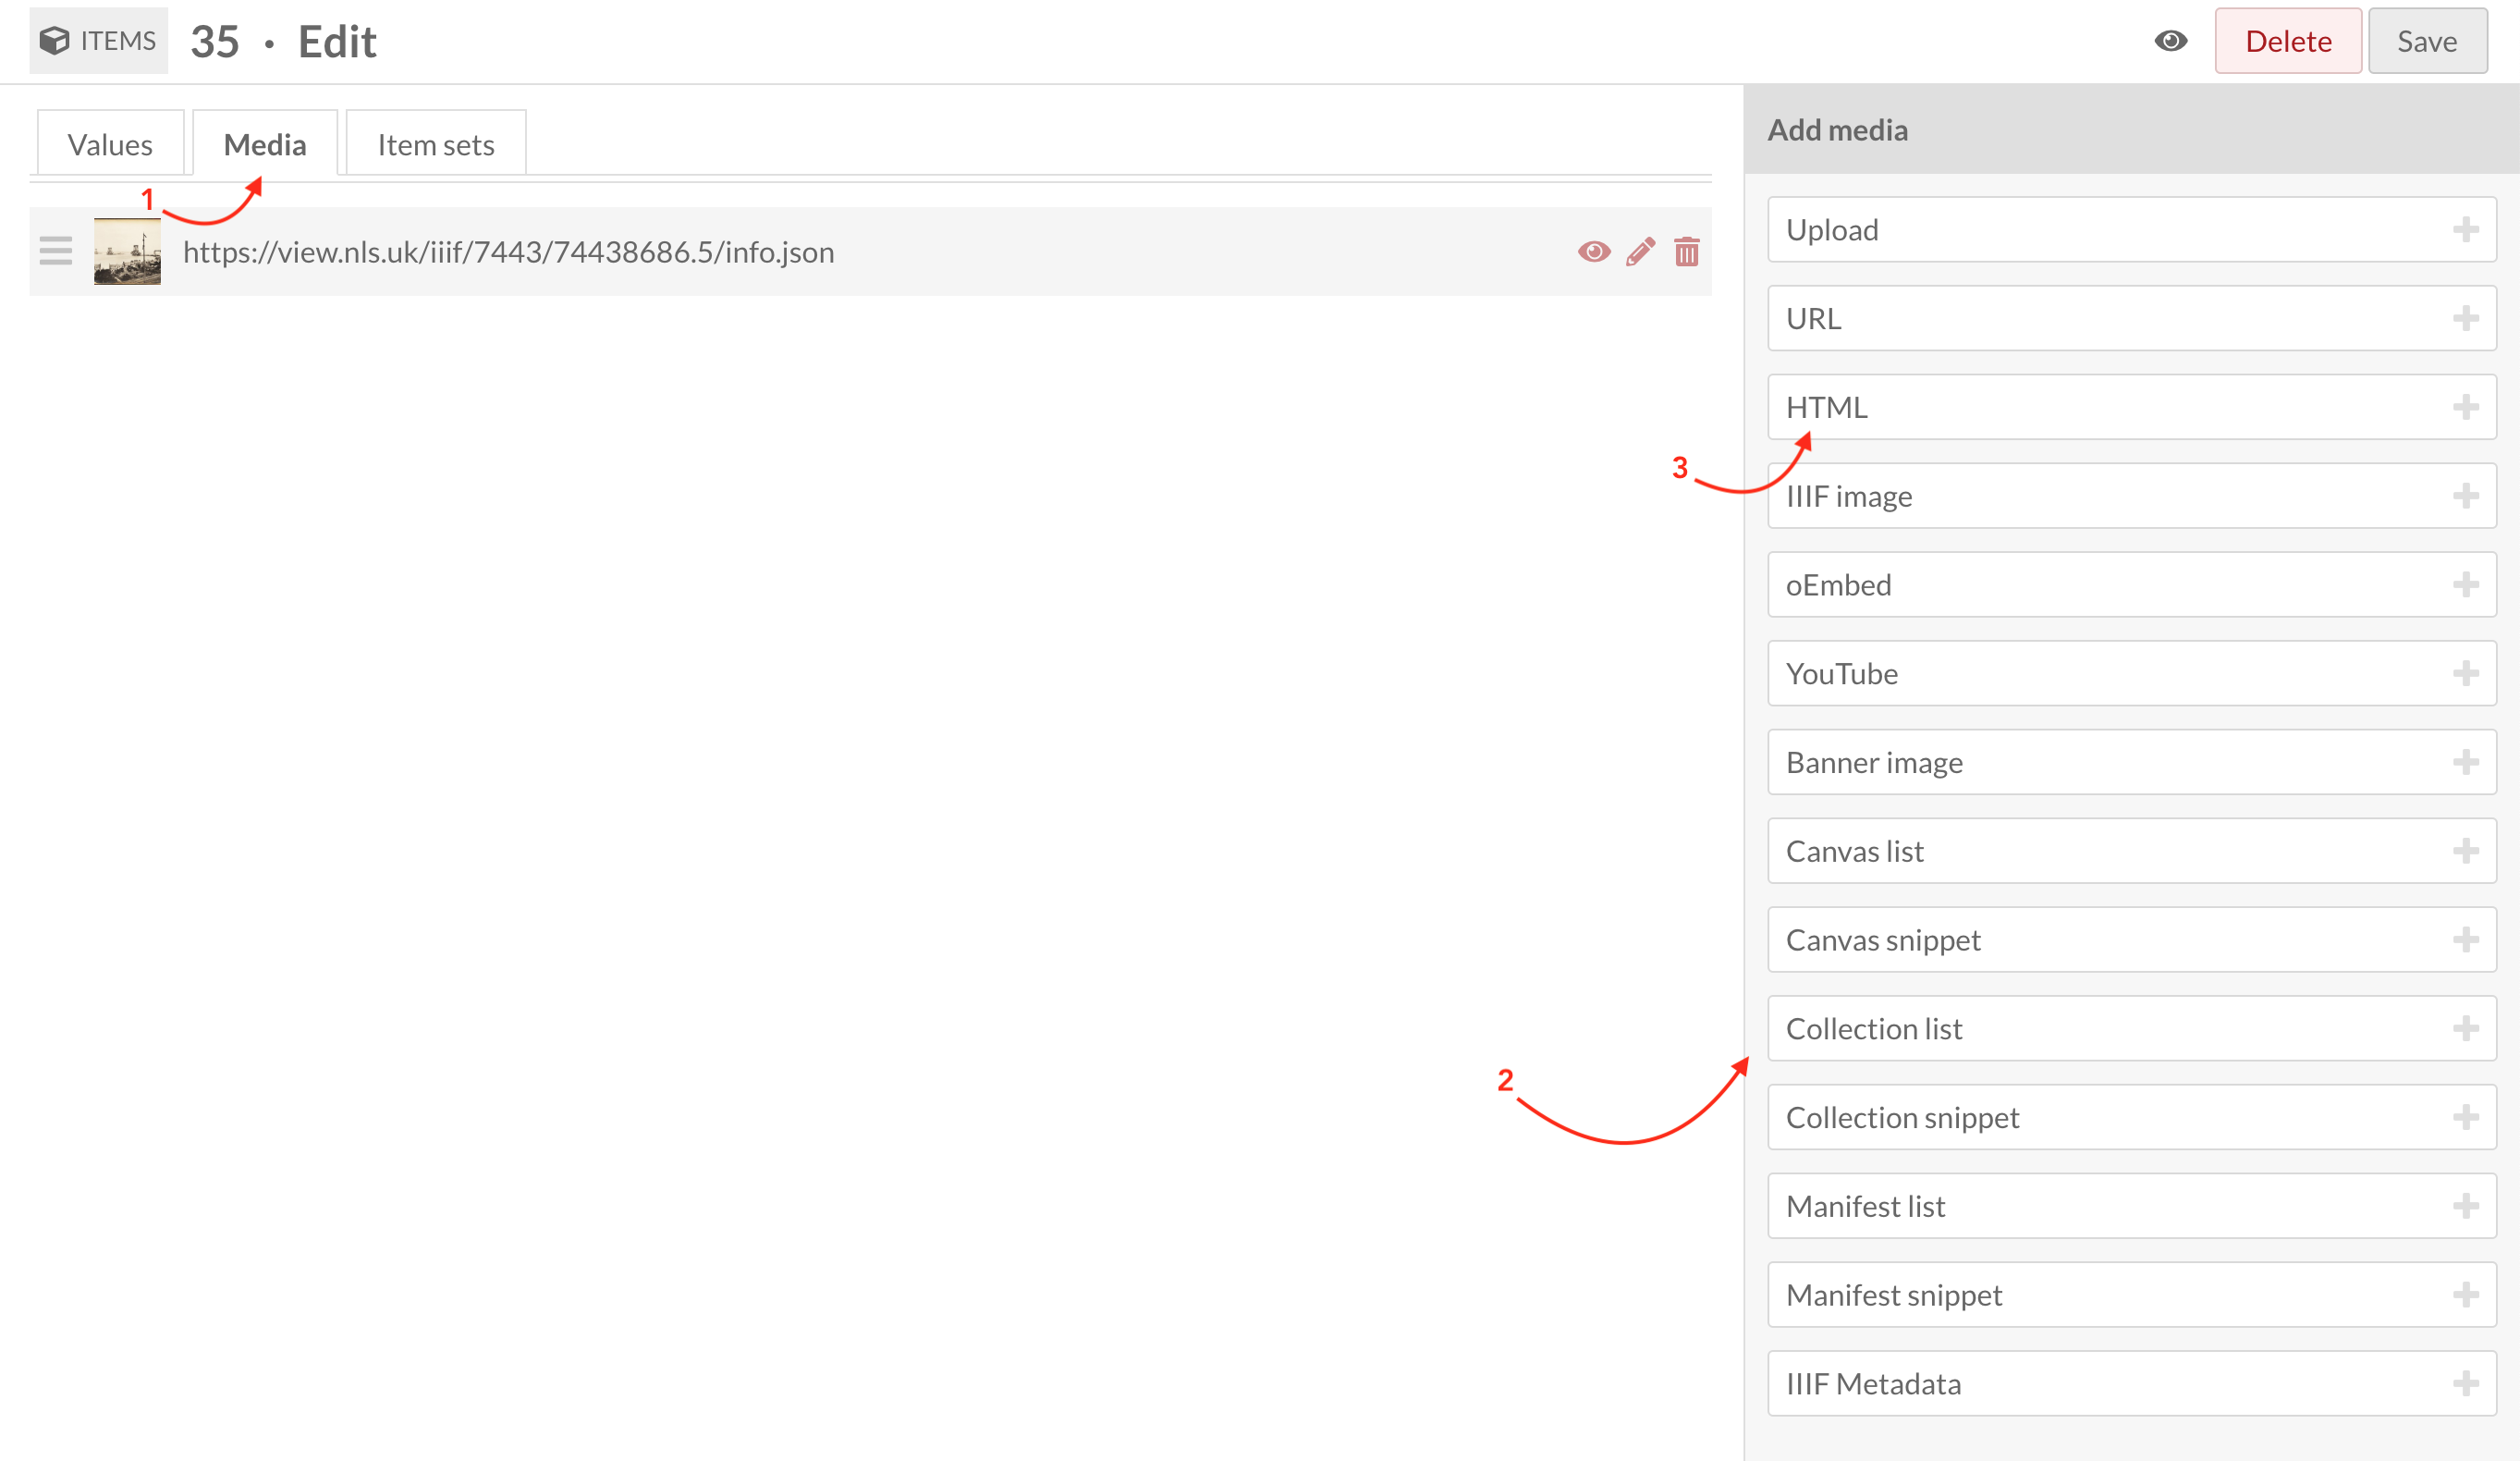 ITEMS 35 · Edit Delete Save
Values Media Item sets
1
https://view.nls.uk/iiif/7443/74438686.5/info.json
2
3
Add media
Upload
URL
HTML
IIIF image
oEmbed
YouTube
Banner image
Canvas list
Canvas snippet
Collection list
Collection snippet
Manifest list
Manifest snippet
IIIF Metadata